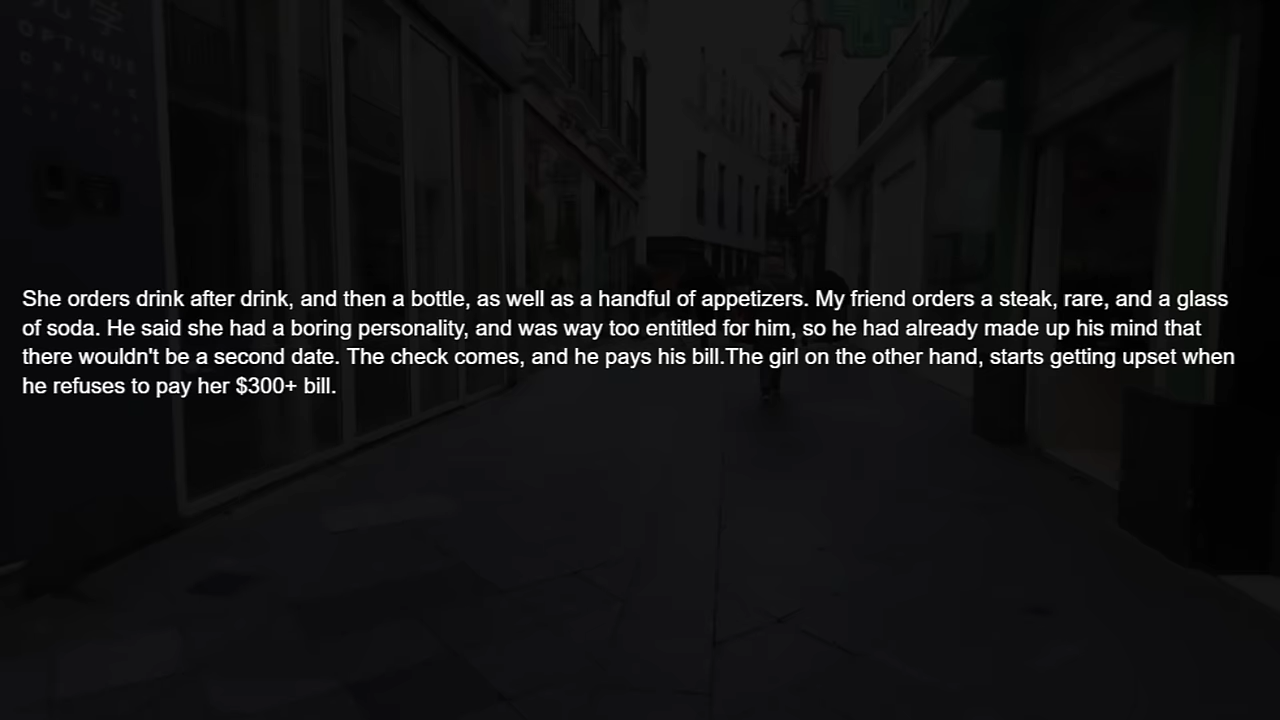 OPTIQUE
She orders drink after drink, and then a bottle, as well as a handful of appetizers. My friend orders a steak, rare, and a glass
of soda. He said she had a boring personality, and was way too entitled for him, so he had already made up his mind that
there wouldn't be a second date. The check comes, and he pays his bill.The girl on the other hand, starts getting upset when
he refuses to pay her $300+ bill.